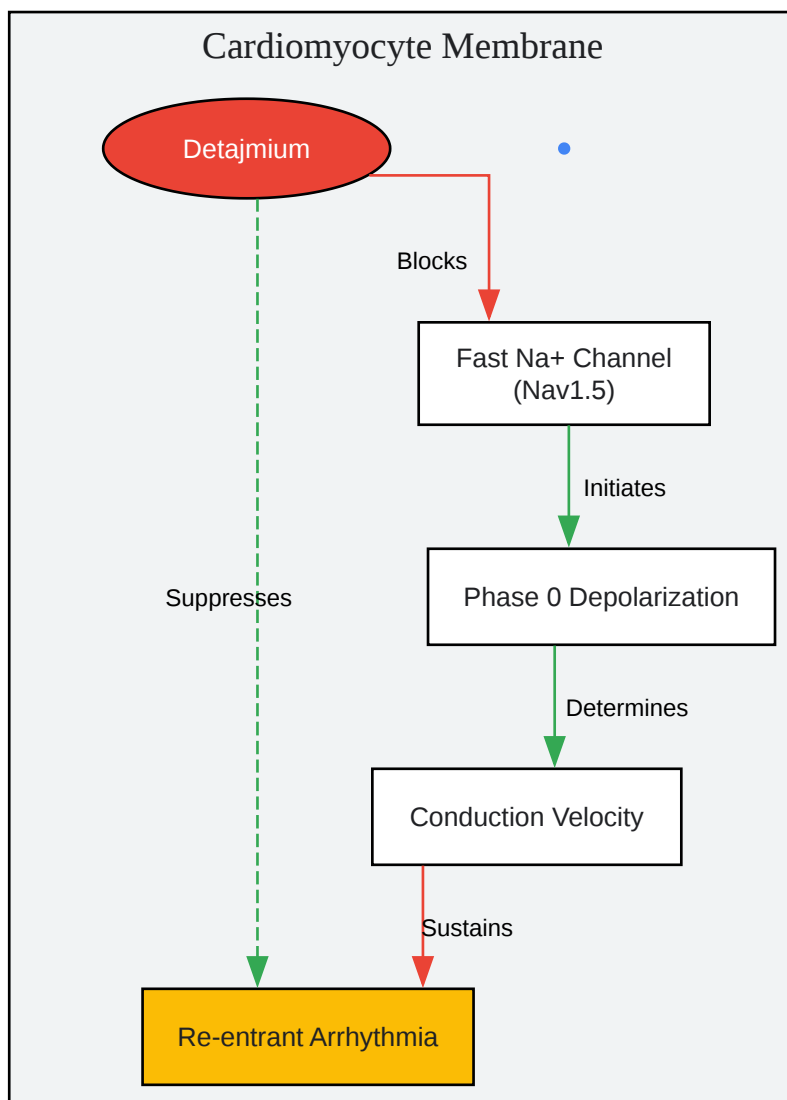 Cardiomyocyte Membrane
Detajmium
Blocks
Fast Na+ Channel
(Nav1.5)
Initiates
Phase 0 Depolarization
Suppresses
Determines
Conduction Velocity
Sustains
Re-entrant Arrhythmia